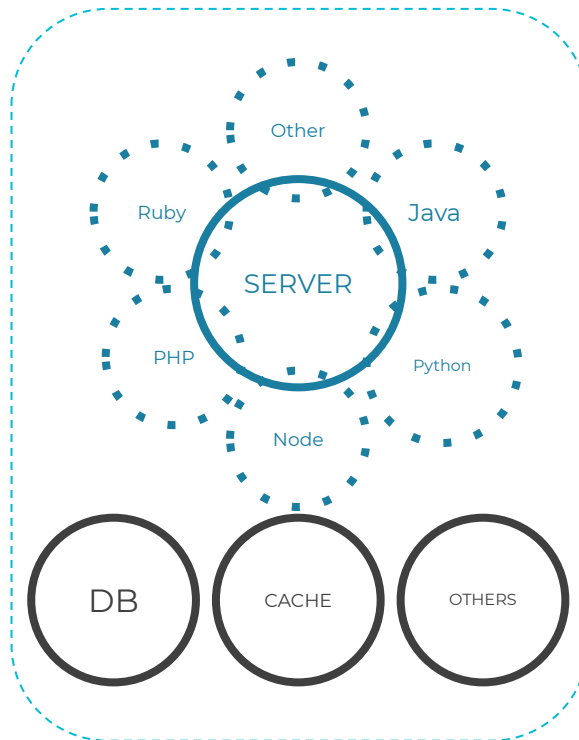 Other
Ruby
Java
SERVER
PHP
Python
Node
DB
CACHE
OTHERS